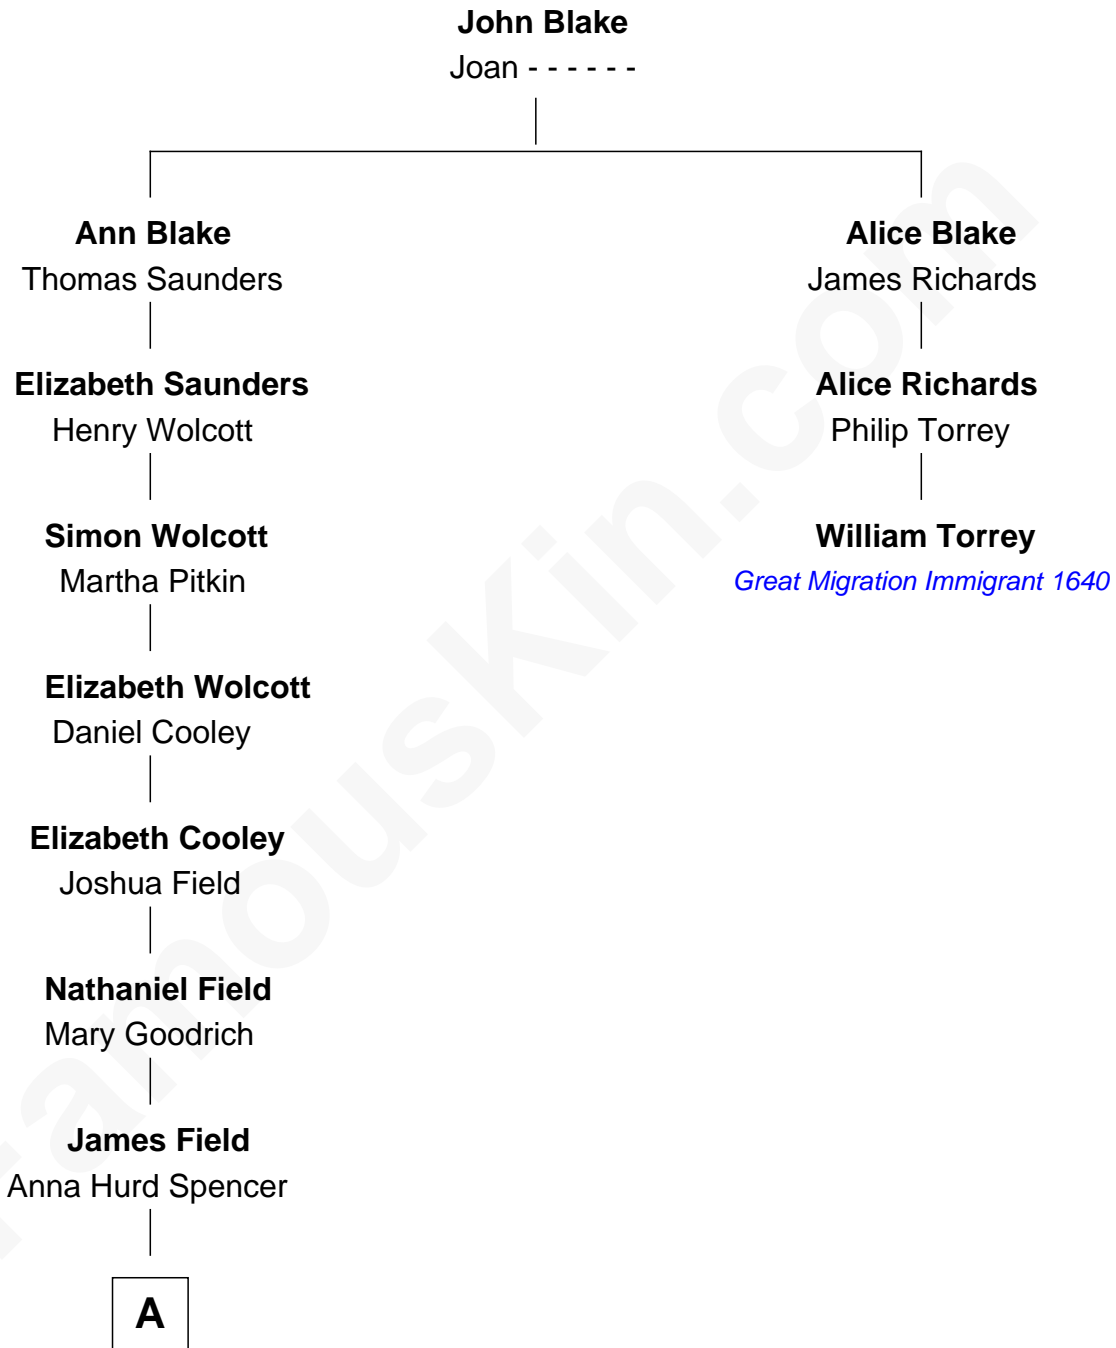 John Blake
Joan - - - - - -
Ann Blake
Thomas Saunders
Alice Blake
James Richards
Elizabeth Saunders
Henry Wolcott
Alice Richards
Philip Torrey
Simon Wolcott
Martha Pitkin
William Torrey
Great Migration Immigrant 1640
Elizabeth Wolcott
Daniel Cooley
Elizabeth Cooley
Joshua Field
Nathaniel Field
Mary Goodrich
James Field
Anna Hurd Spencer
A
FamousKin.com